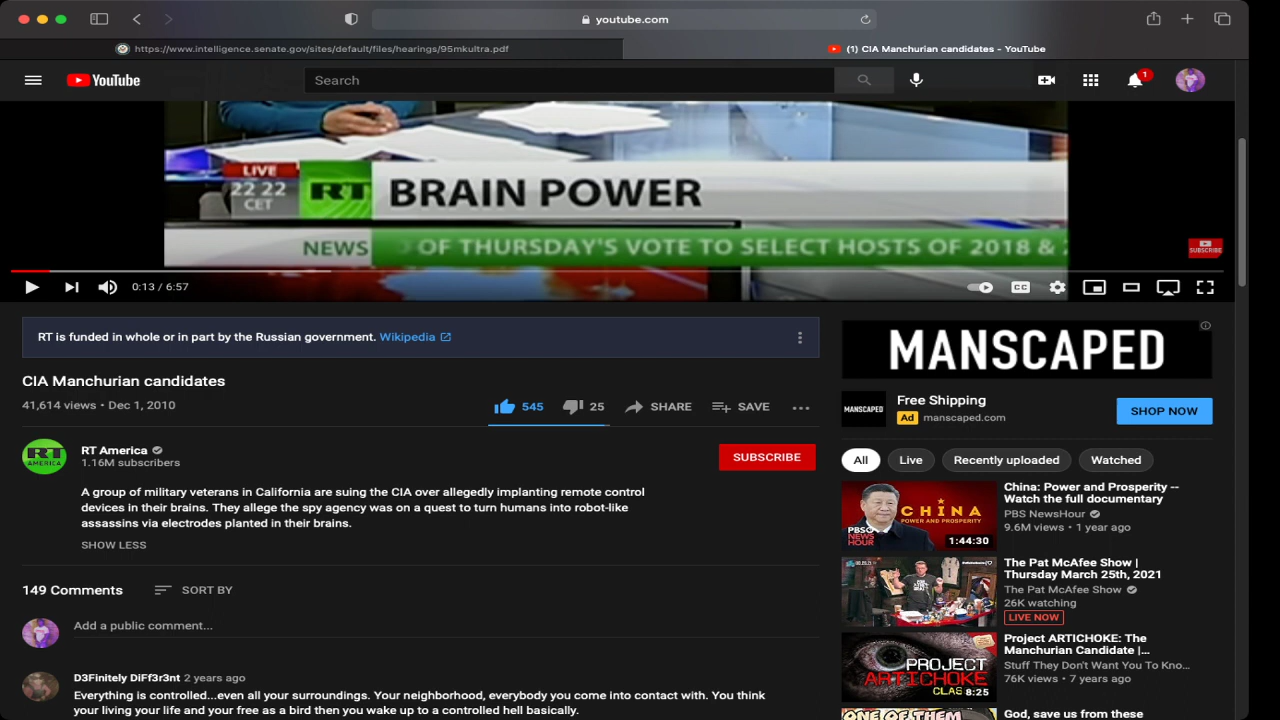 youtube.com
https://www.intelligence.senate.gov/sites/default/files/hearings/95mkultra.pdf
(1) CIA Manchurian candidates - YouTube
YouTube
Search
1
LIVE
22 22
CET
RT
BRAIN POWER
NEWS
OF THURSDAY'S VOTE TO SELECT HOSTS OF 2018 &
SUBSCRIBE
0:13 / 6:57
CC
RT is funded in whole or in part by the Russian government. Wikipedia
CIA Manchurian candidates
41,614 views • Dec 1, 2010
545
25
SHARE
SAVE
RT
AMERICA
RT America
1.16M subscribers
SUBSCRIBE
A group of military veterans in California are suing the CIA over allegedly implanting remote control
devices in their brains. They allege the spy agency was on a quest to turn humans into robot-like
assassins via electrodes planted in their brains.
SHOW LESS
149 Comments
SORT BY
Add a public comment...
D3FinitEly DiFf3r3nt 2 years ago
Everything is controlled...even all your surroundings. Your neighborhood, everybody you come into contact with. You think
your living your life and your free as a bird then you wake up to a controlled hell basically.
MANSCAPED
MANSCAPED
Free Shipping
Ad manscaped.com
SHOP NOW
All
Live
Recently uploaded
Watched
CHINA
POWER AND PROSPERITY
PBS
NEWS
HOUR
1:44:30
China: Power and Prosperity --
Watch the full documentary
PBS NewsHour
9.6M views • 1 year ago
The Pat McAfee Show |
Thursday March 25th, 2021
The Pat McAfee Show
26K watching
LIVE NOW
PROJECT
ARTICHOKE
CLAS
8:25
Project ARTICHOKE: The
Manchurian Candidate |...
Stuff They Don't Want You To Kno...
76K views • 7 years ago
ONE OF THEM
God, save us from these